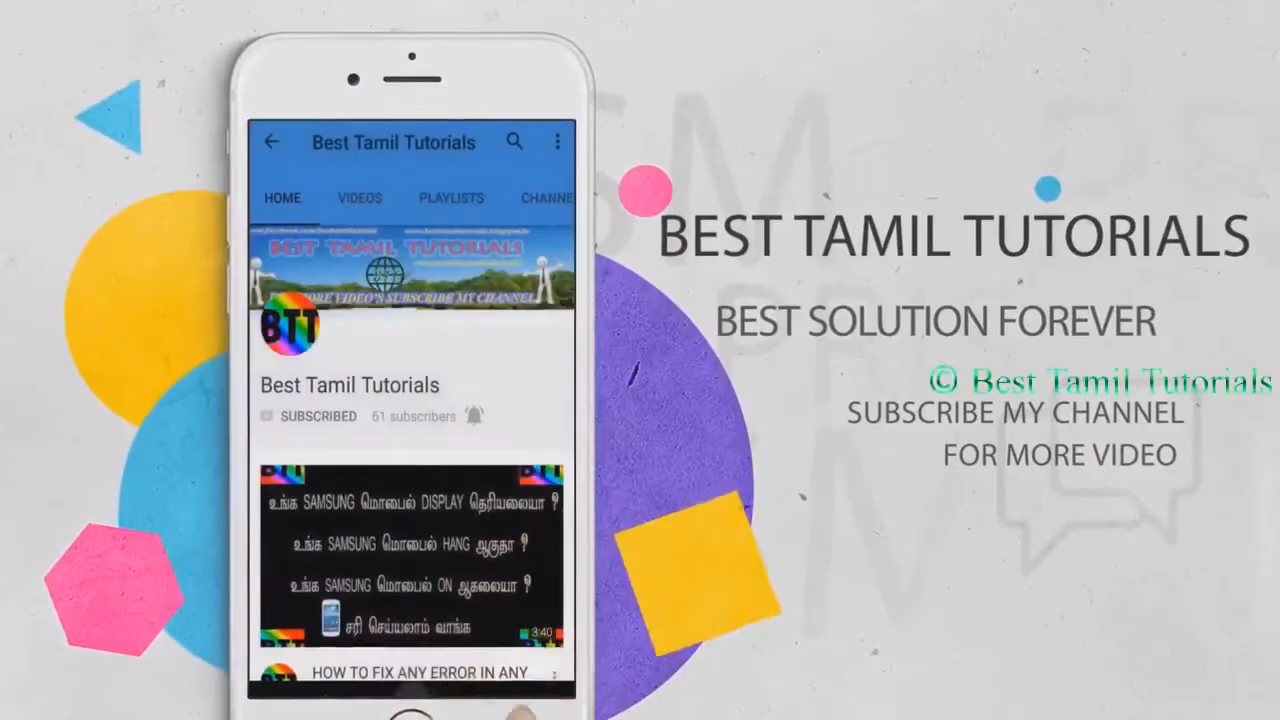 Best Tamil Tutorials
HOME VIDEOS PLAYLISTS CHANNE
BEST TAMIL TUTORIALS
MORE VIDEO'S SUBSCRIBE MY CHANNEL
BTT
Best Tamil Tutorials
SUBSCRIBED 61 subscribers
BTT BTT
உங்க SAMSUNG மொபைல் DISPLAY தெரியலையா ?
உங்க SAMSUNG மொபைல் HANG ஆகுதா ?
உங்க SAMSUNG மொபைல் ON ஆகலையா ?
சரி செய்யலாம் வாங்க
3:40
HOW TO FIX ANY ERROR IN ANY
BTT
BEST TAMIL TUTORIALS
BEST SOLUTION FOREVER
© Best Tamil Tutorials
SUBSCRIBE MY CHANNEL
FOR MORE VIDEO